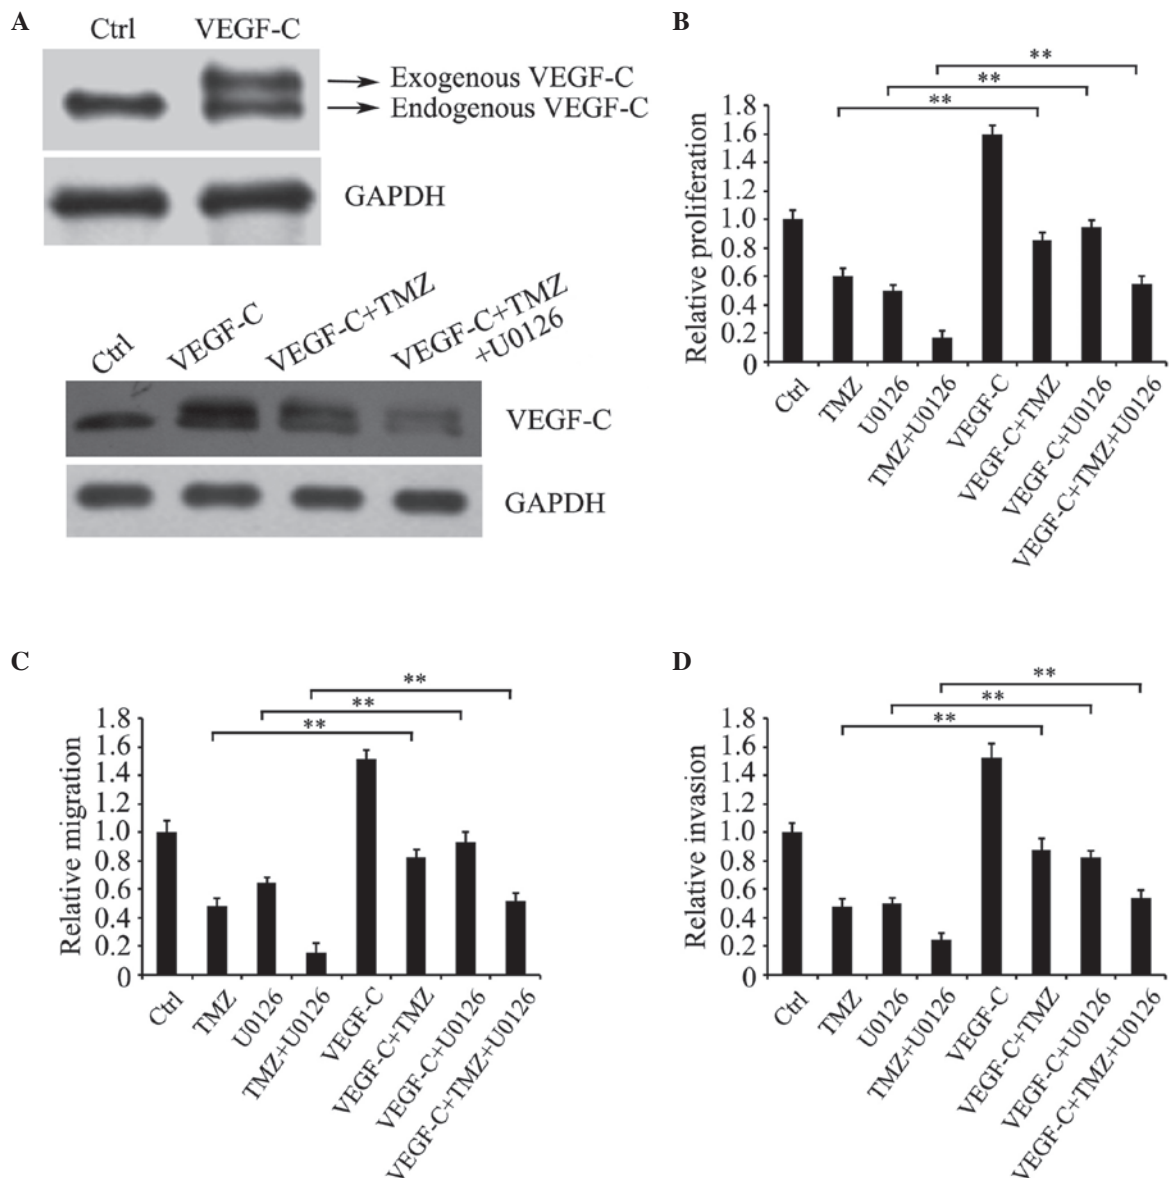 A
Ctrl VEGF-C
Exogenous VEGF-C
Endogenous VEGF-C
GAPDH
Ctrl
VEGF-C
VEGF-C+TMZ
VEGF-C+TMZ
+U0126
VEGF-C
GAPDH
B
**
**
**
Relative proliferation
1.8
1.6
1.4
1.2
1.0
0.8
0.6
0.4
0.2
0
Ctrl
TMZ
U0126
TMZ+U0126
VEGF-C
VEGF-C+TMZ
VEGF-C+U0126
VEGF-C+TMZ+U0126
C
**
**
**
Relative migration
1.8
1.6
1.4
1.2
1.0
0.8
0.6
0.4
0.2
0
Ctrl
TMZ
U0126
TMZ+U0126
VEGF-C
VEGF-C+TMZ
VEGF-C+U0126
VEGF-C+TMZ+U0126
D
**
**
**
Relative invasion
1.8
1.6
1.4
1.2
1.0
0.8
0.6
0.4
0.2
0
Ctrl
TMZ
U0126
TMZ+U0126
VEGF-C
VEGF-C+TMZ
VEGF-C+U0126
VEGF-C+TMZ+U0126